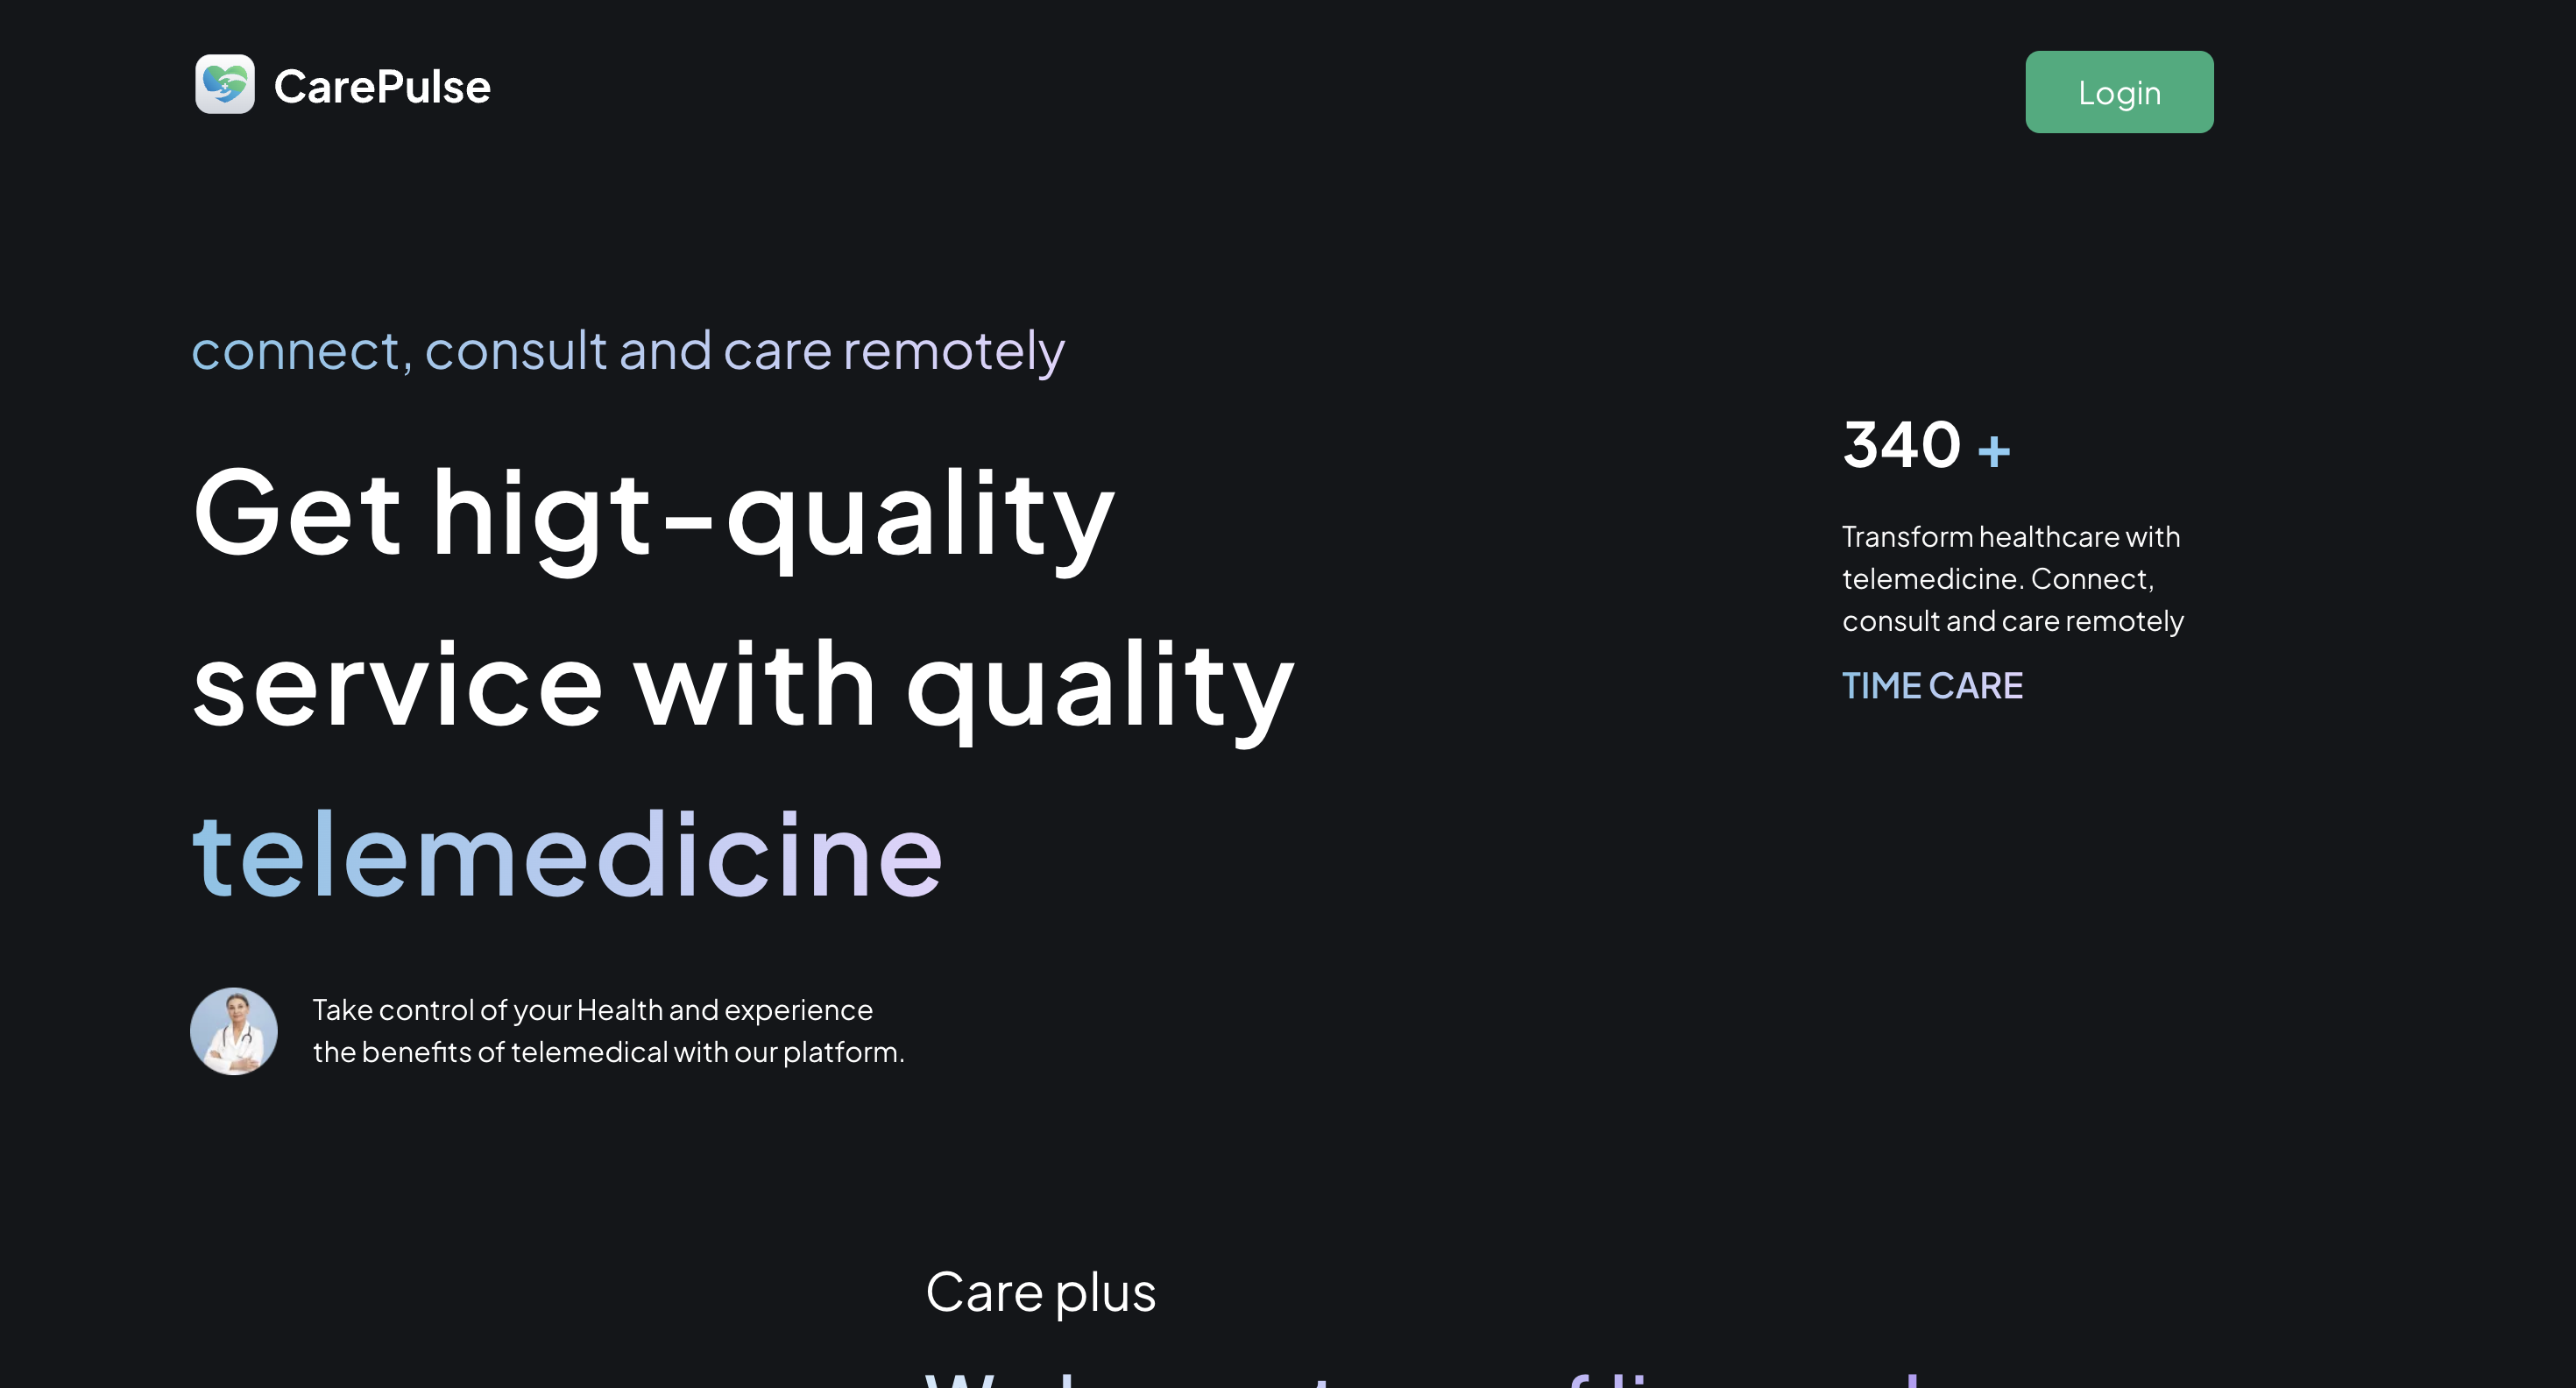 CarePulse
Login
connect, consult and care remotely
Get higt-quality
service with quality
telemedicine
340 +
Transform healthcare with
telemedicine. Connect,
consult and care remotely
TIME CARE
Take control of your Health and experience
the benefits of telemedical with our platform.
Care plus